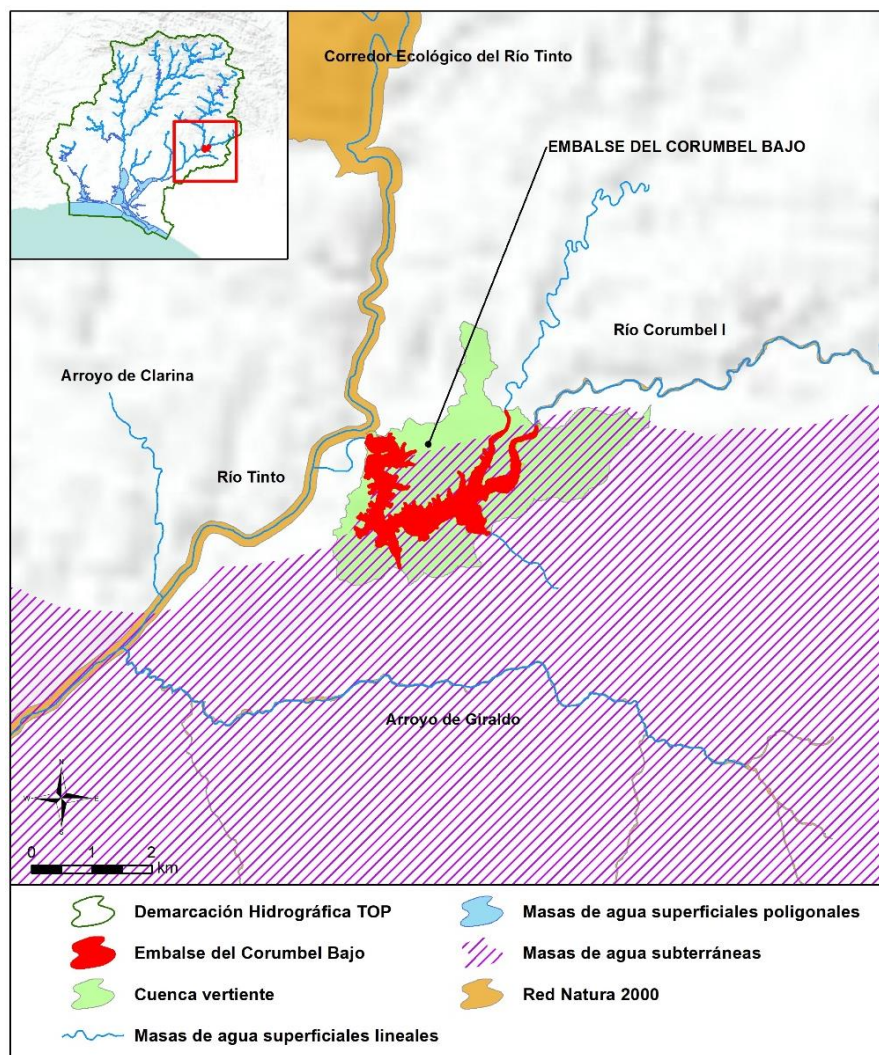 Corredor Ecológico del Río Tinto
EMBALSE DEL CORUMBEL BAJO
Río Corumbel I
Arroyo de Clarina
Río Tinto
Arroyo de Giraldo
N
W E
S
0 1 2
km
Demarcación Hidrográfica TOP
Masas de agua superficiales poligonales
Embalse del Corumbel Bajo
Masas de agua subterráneas
Cuenca vertiente
Red Natura 2000
Masas de agua superficiales lineales